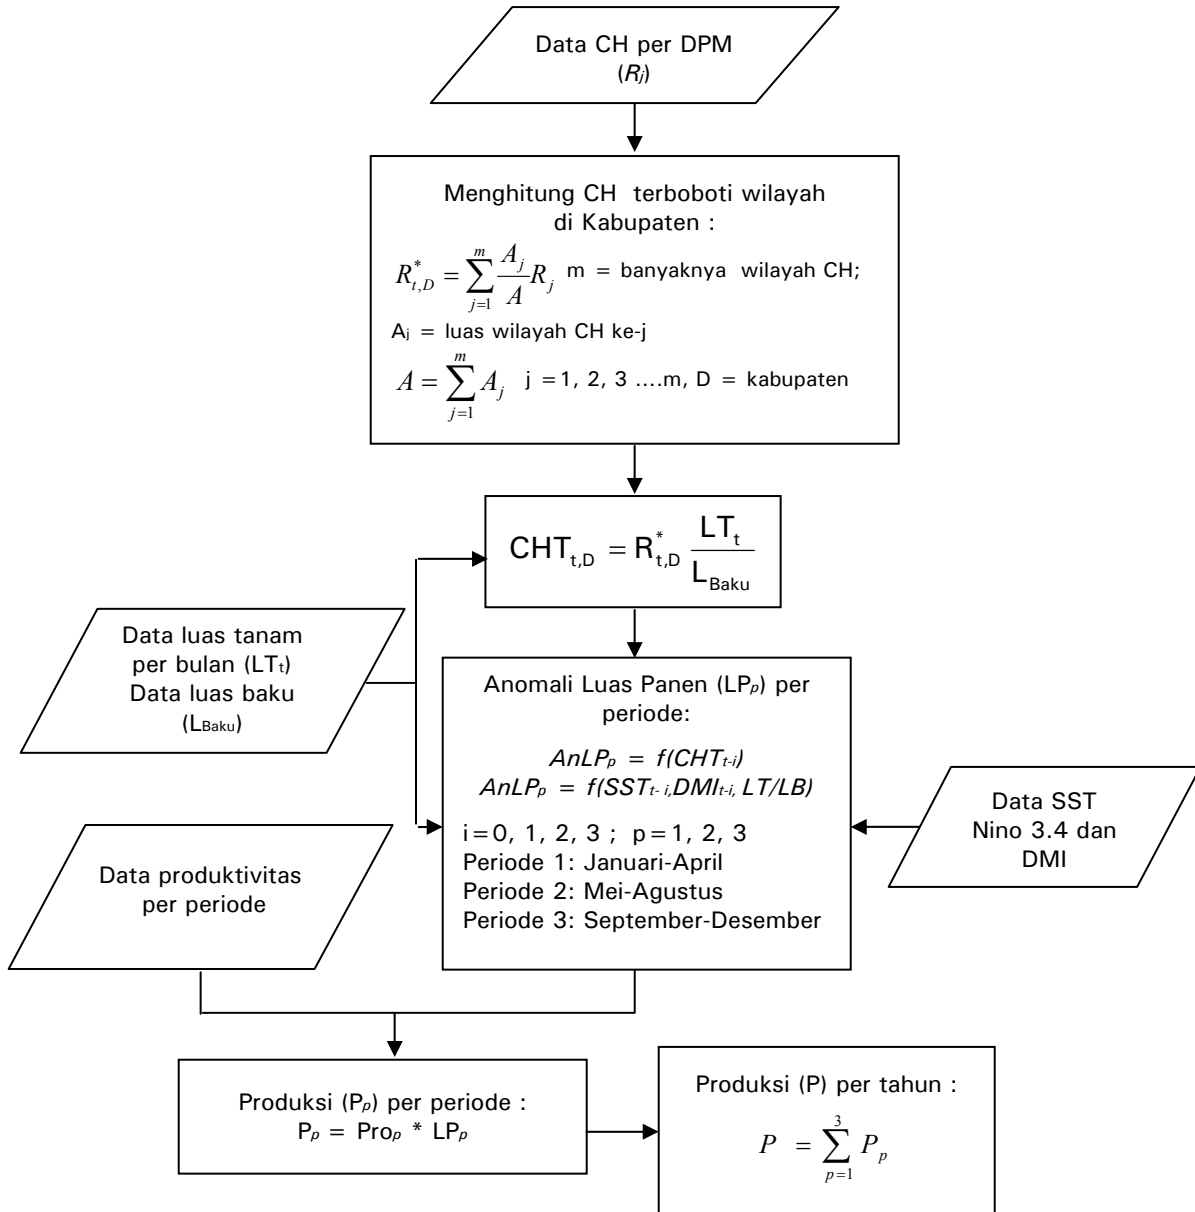 Data CH per DPM
(Rj)
Menghitung CH terboboti wilayah
di Kabupaten :
R*t,D = ∑j=1m Aj/A Rj m = banyaknya wilayah CH;
Aj = luas wilayah CH ke-j
A = ∑j=1m Aj j = 1, 2, 3 ....m, D = kabupaten
CHTt,D = R*t,D LTt/LBaku
Data luas tanam
per bulan (LTt)
Data luas baku
(LBaku)
Anomali Luas Panen (LPp) per
periode:
AnLPp = f(CHTt-i)
AnLPp = f(SSTt- i,DMIt-i, LT/LB)
i=0, 1, 2, 3 ; p=1, 2, 3
Periode 1: Januari-April
Periode 2: Mei-Agustus
Periode 3: September-Desember
Data SST
Nino 3.4 dan
DMI
Data produktivitas
per periode
Produksi (Pp) per periode :
Pp = Prop * LPp
Produksi (P) per tahun :
P = ∑p=13 Pp